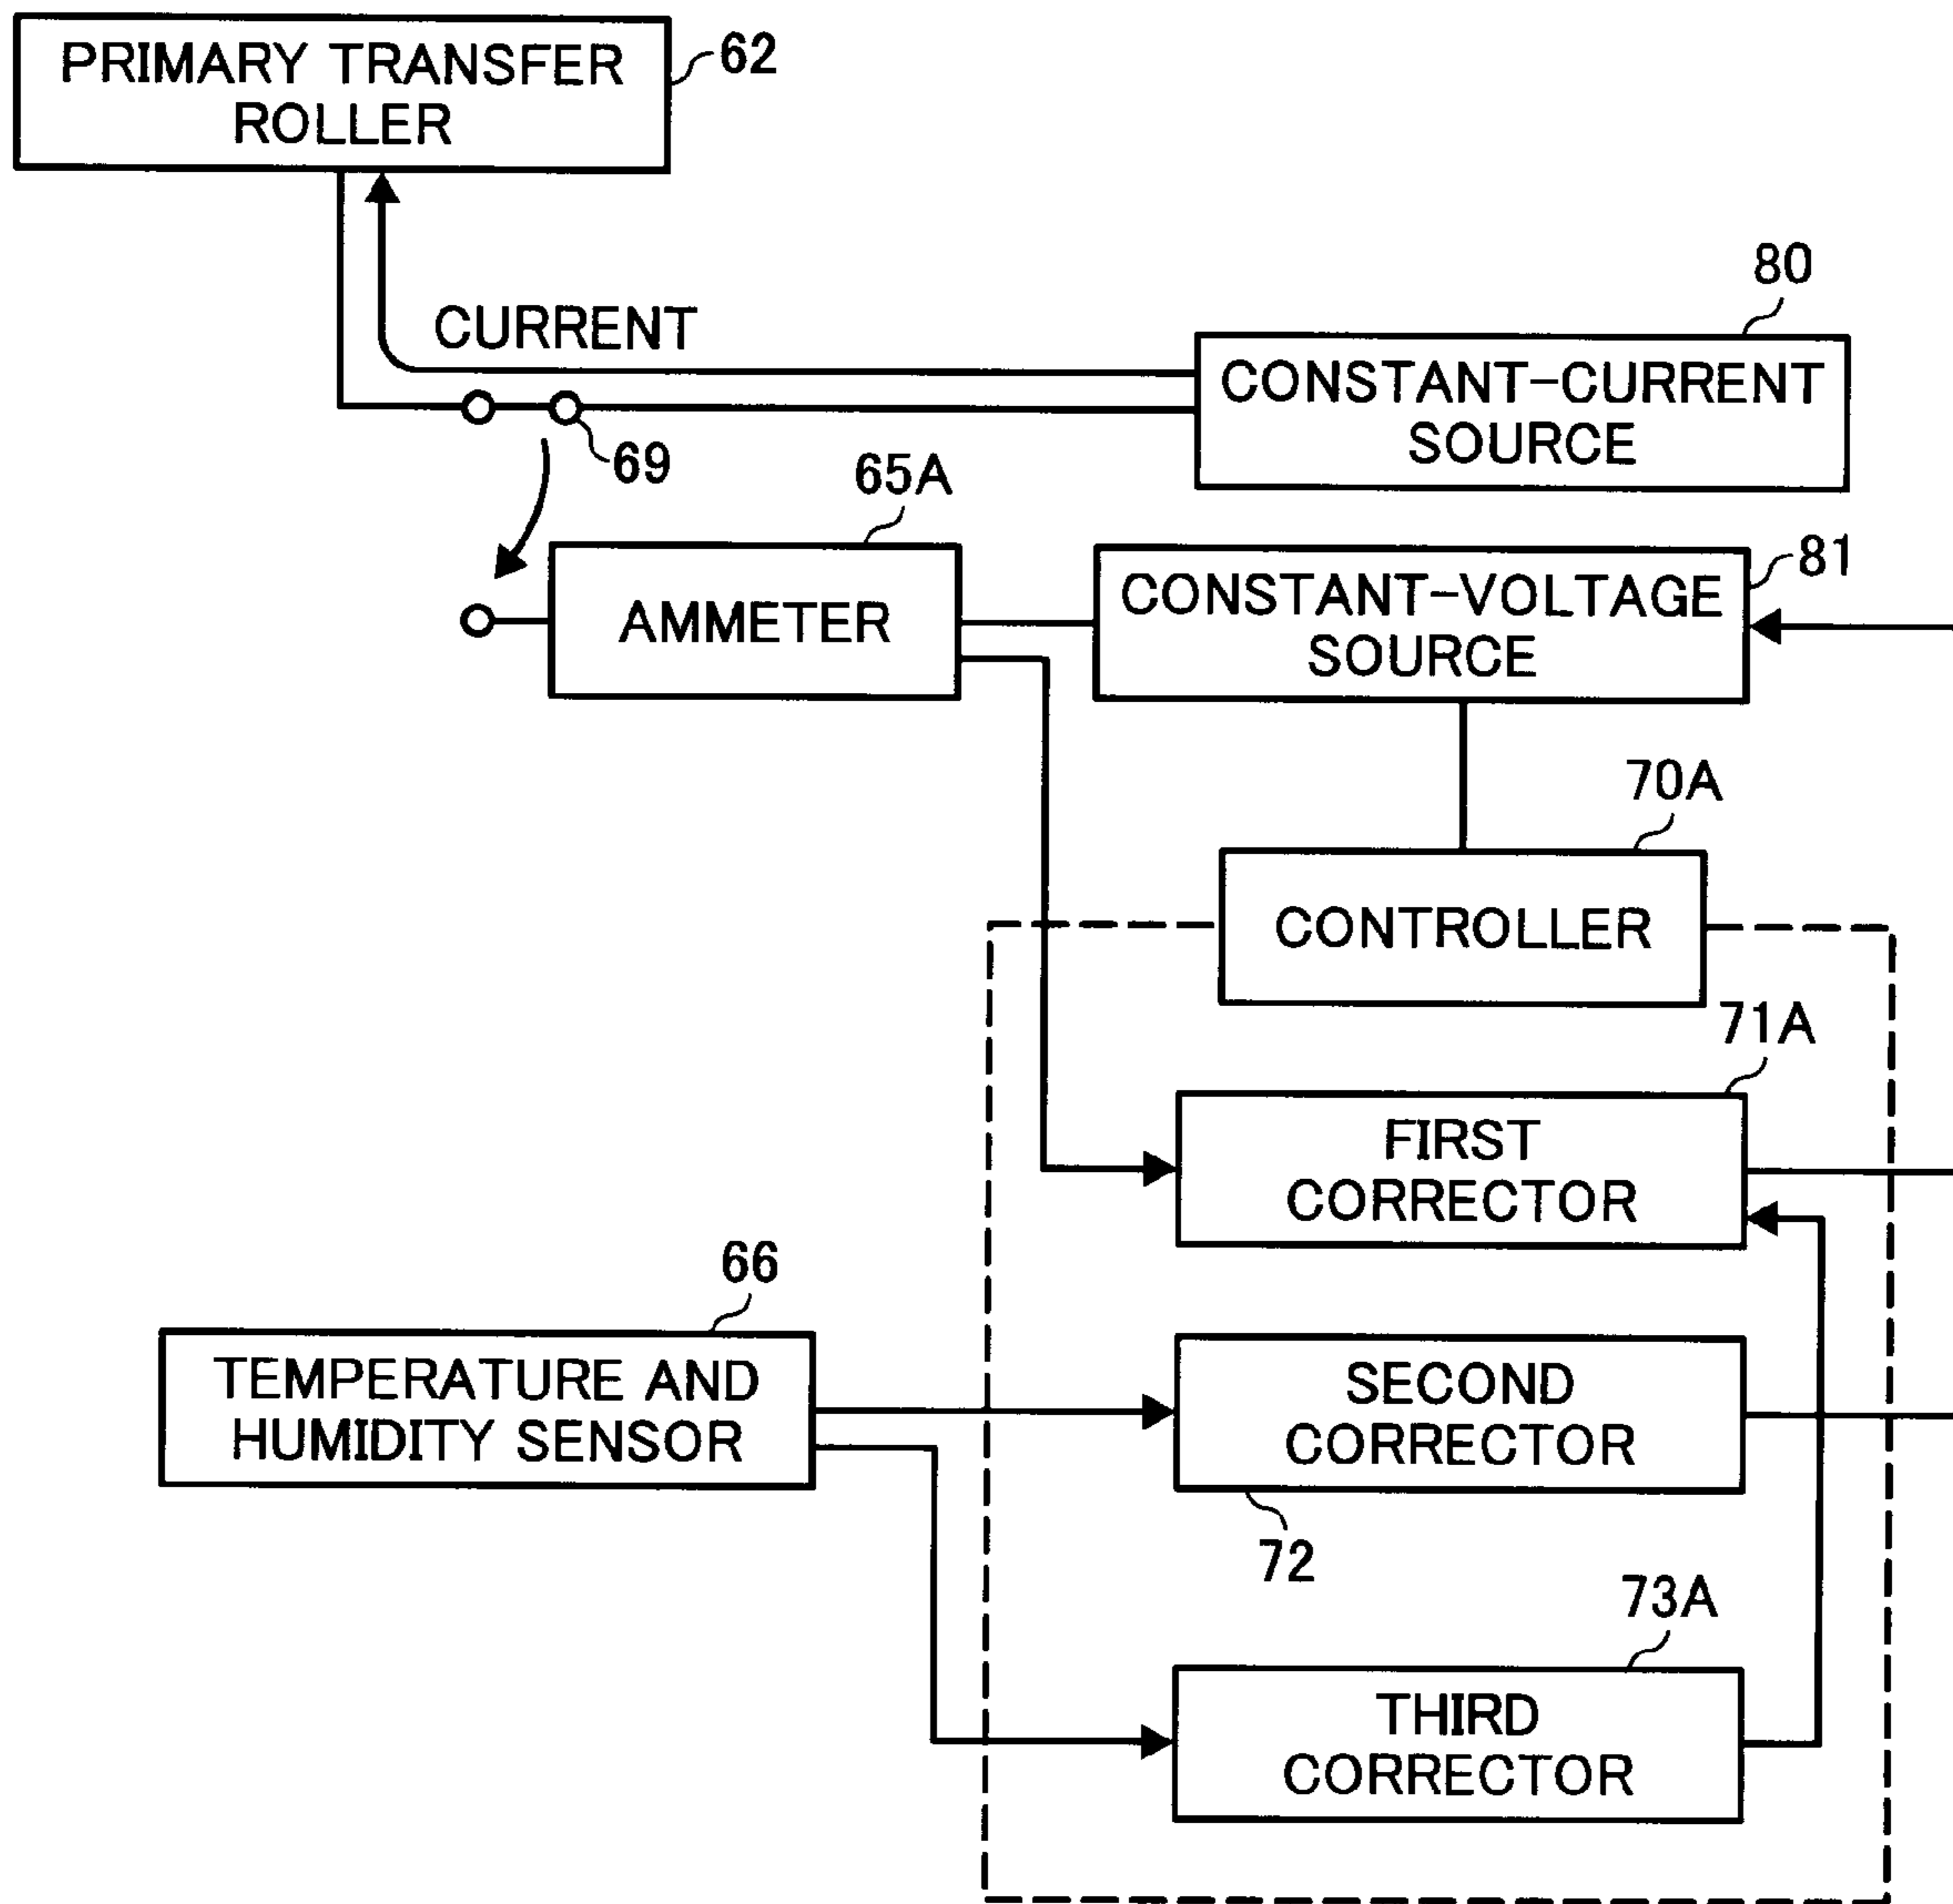 PRIMARY TRANSFER
ROLLER
62
CURRENT
80
CONSTANT-CURRENT
SOURCE
69
65A
AMMETER
81
CONSTANT-VOLTAGE
SOURCE
70A
CONTROLLER
71A
FIRST
CORRECTOR
66
TEMPERATURE AND
HUMIDITY SENSOR
SECOND
CORRECTOR
72
73A
THIRD
CORRECTOR